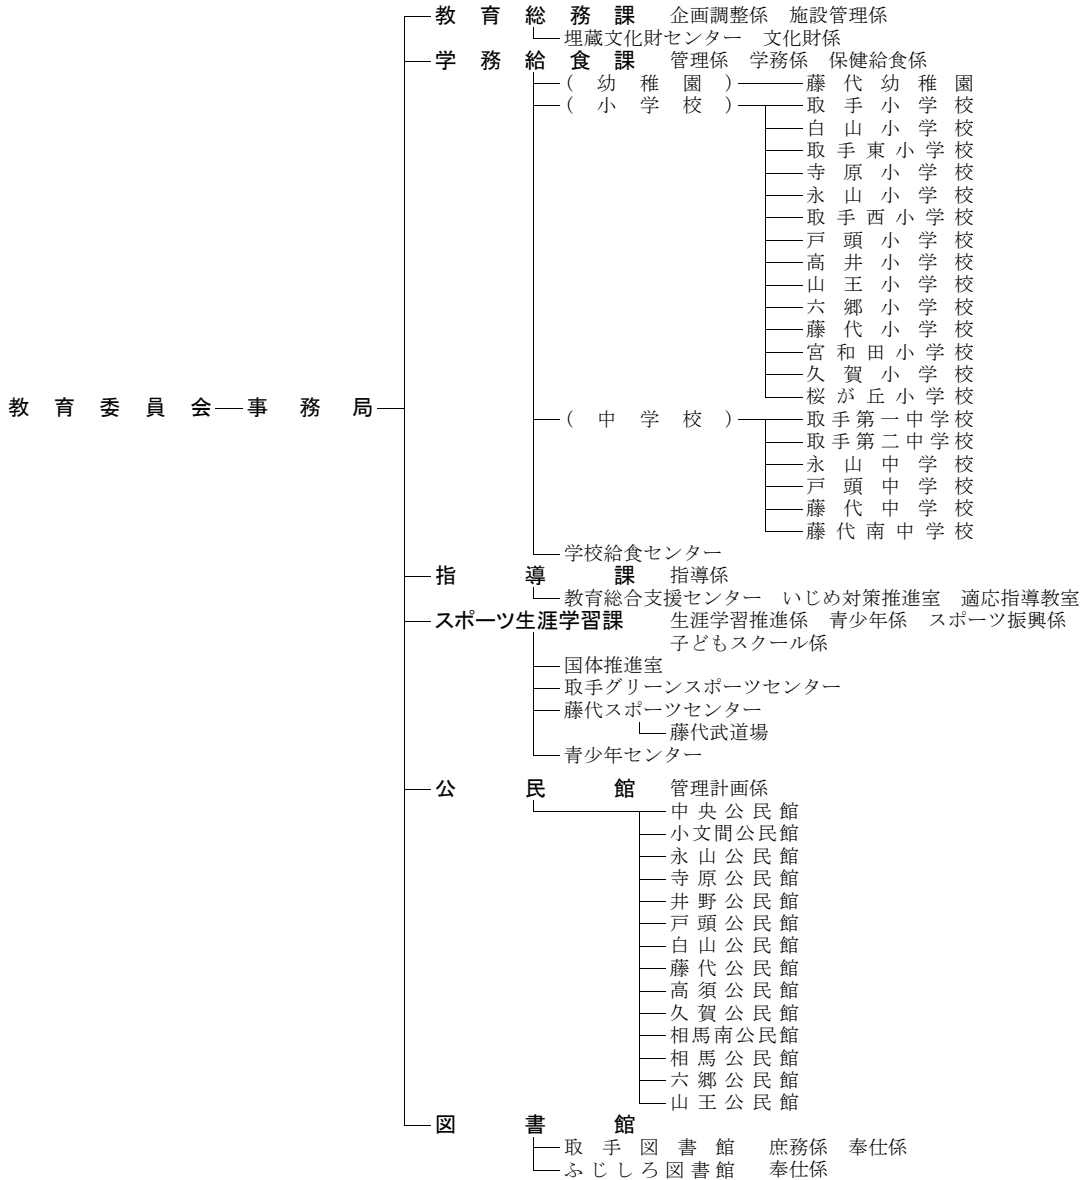 教育総務課 企画調整係 施設管理係
埋蔵文化財センター 文化財係
学務給食課 管理係 学務係 保健給食係
(幼稚園) 藤代幼稚園
(小学校) 取手小学校
白山小学校
取手東小学校
寺原小学校
永山小学校
取手西小学校
戸頭小学校
高井小学校
山王小学校
六郷小学校
藤代小学校
宮和田小学校
久賀小学校
桜が丘小学校
教育委員会 事務局
(中学校) 取手第一中学校
取手第二中学校
永山中学校
戸頭中学校
藤代中学校
藤代南中学校
学校給食センター
指導課 指導係
教育総合支援センター いじめ対策推進室 適応指導教室
スポーツ生涯学習課 生涯学習推進係 青少年係 スポーツ振興係
子どもスクール係
国体推進室
取手グリーンスポーツセンター
藤代スポーツセンター
藤代武道場
青少年センター
公民館 管理計画係
中央公民館
小文間公民館
永山公民館
寺原公民館
井野公民館
戸頭公民館
白山公民館
藤代公民館
高須公民館
久賀公民館
相馬南公民館
相馬公民館
六郷公民館
山王公民館
図書館
取手図書館 庶務係 奉仕係
ふじしろ図書館 奉仕係